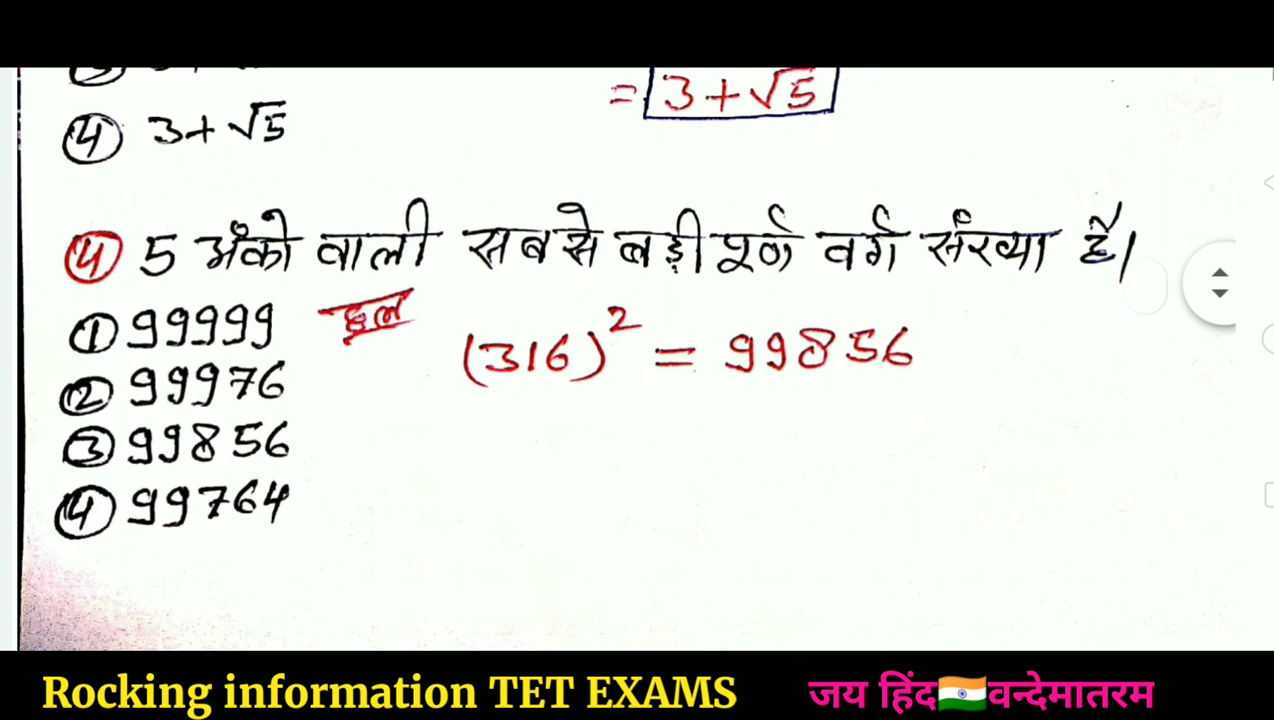 = 3+√5
④ 3+√5
④ 5 अंको वाली सबसे बड़ी पूर्ण वर्ग संख्या है।
① 99999 हल
(316)² = 99856
② 99976
③ 99856
④ 99764
Rocking information TET EXAMS जय हिंद🇮🇳वन्देमातरम